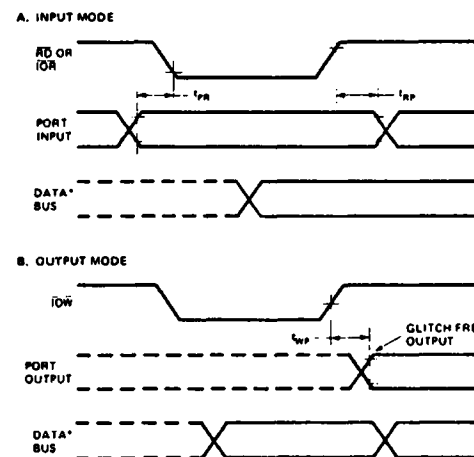 A. INPUT MODE
RD OR
IOR
tPR
tRP
PORT
INPUT
DATA*
BUS
B. OUTPUT MODE
IOW
tWP
GLITCH FRE
OUTPUT
PORT
OUTPUT
DATA*
BUS